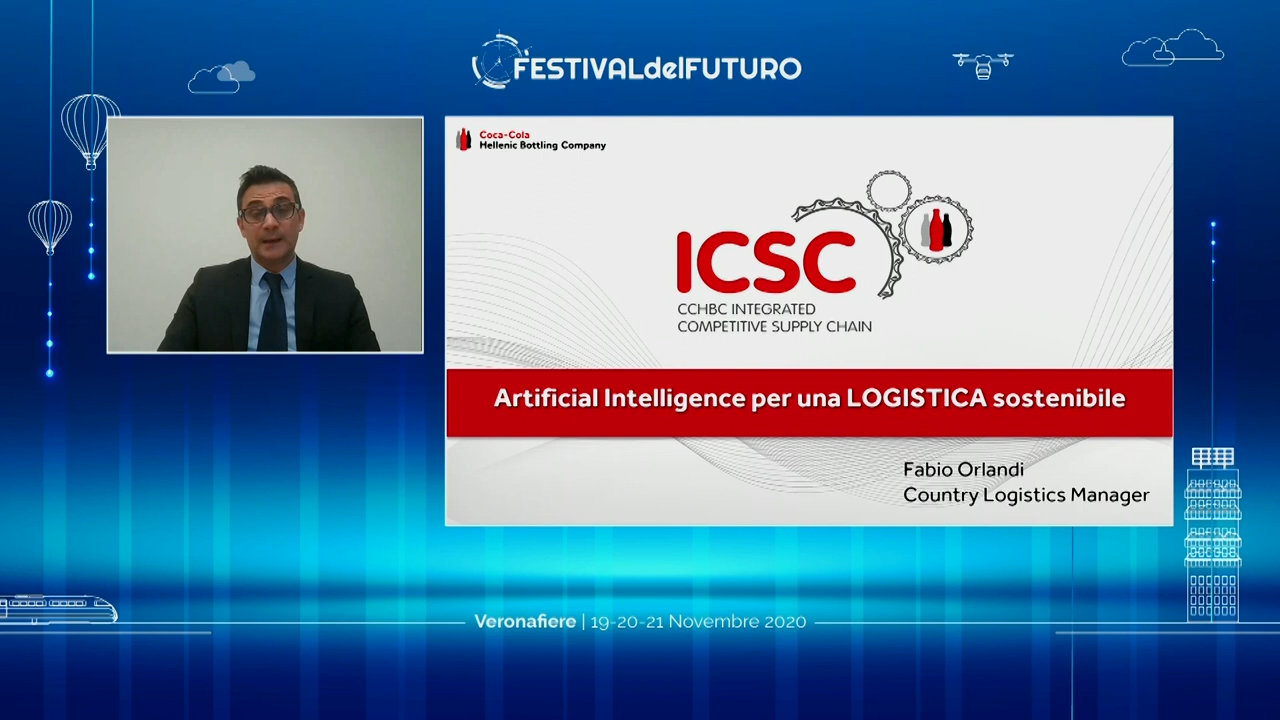 FESTIVALdelFUTURO
Coca-Cola
Hellenic Bottling Company
ICSC
CCHBC INTEGRATED
COMPETITIVE SUPPLY CHAIN
Artificial Intelligence per una LOGISTICA sostenibile
Fabio Orlandi
Country Logistics Manager
Veronafiere | 19-20-21 Novembre 2020